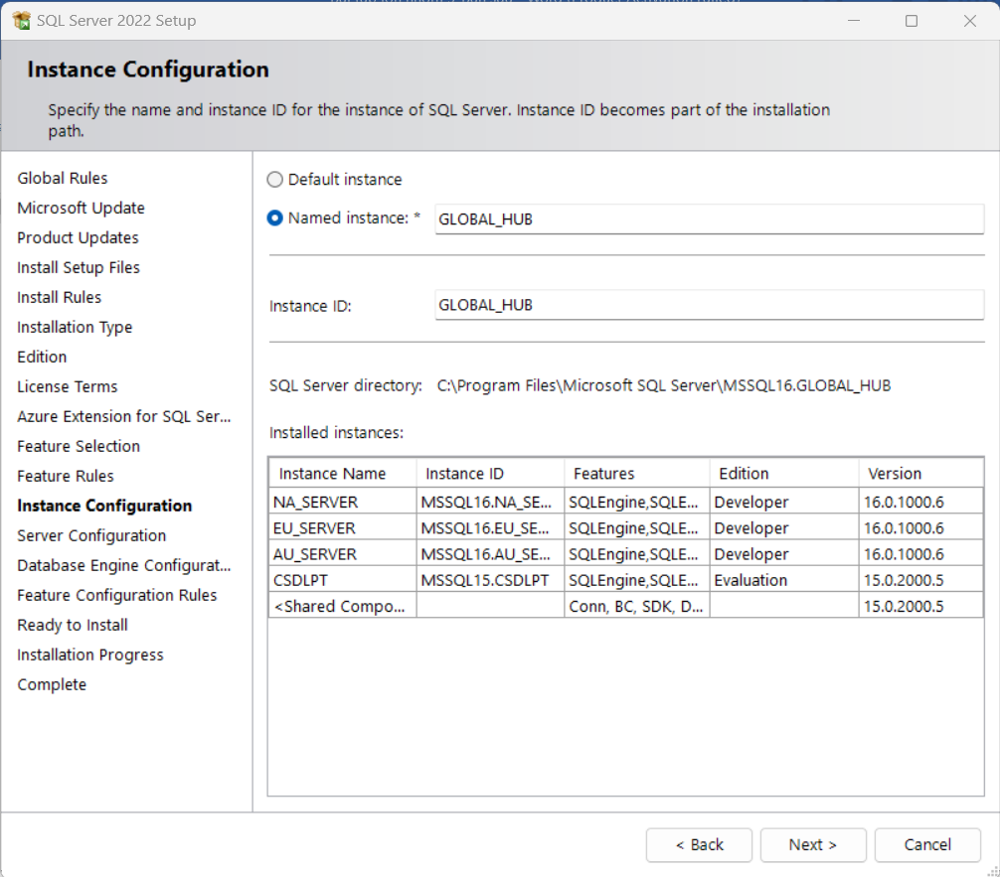 SQL Server 2022 Setup
Instance Configuration
Specify the name and instance ID for the instance of SQL Server. Instance ID becomes part of the installation
path.
Global Rules
Microsoft Update
Product Updates
Install Setup Files
Install Rules
Installation Type
Edition
License Terms
Azure Extension for SQL Ser...
Feature Selection
Feature Rules
Instance Configuration
Server Configuration
Database Engine Configurat...
Feature Configuration Rules
Ready to Install
Installation Progress
Complete
Default instance
Named instance: * GLOBAL_HUB
Instance ID: GLOBAL_HUB
SQL Server directory: C:\Program Files\Microsoft SQL Server\MSSQL16.GLOBAL_HUB
Installed instances:
Instance Name Instance ID Features Edition Version
NA_SERVER MSSQL16.NA_SE... SQLEngine,SQLE... Developer 16.0.1000.6
EU_SERVER MSSQL16.EU_SE... SQLEngine,SQLE... Developer 16.0.1000.6
AU_SERVER MSSQL16.AU_SE... SQLEngine,SQLE... Developer 16.0.1000.6
CSDLPT MSSQL15.CSDLPT SQLEngine,SQLE... Evaluation 15.0.2000.5
<Shared Compo... Conn, BC, SDK, D... 15.0.2000.5
< Back Next > Cancel